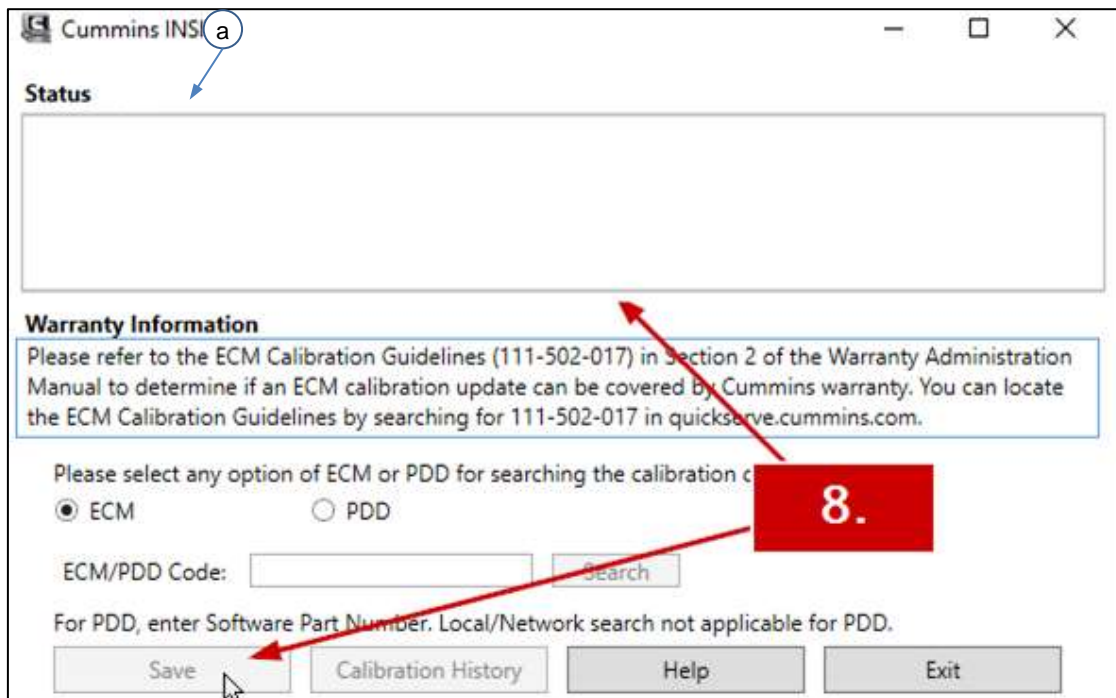 Cummins INSI
a
Status
Warranty Information
Please refer to the ECM Calibration Guidelines (111-502-017) in Section 2 of the Warranty Administration
Manual to determine if an ECM calibration update can be covered by Cummins warranty. You can locate
the ECM Calibration Guidelines by searching for 111-502-017 in quickserve.cummins.com.
Please select any option of ECM or PDD for searching the calibration
8.
ECM PDD
ECM/PDD Code: Search
For PDD, enter Software Part Number. Local/Network search not applicable for PDD.
Save Calibration History Help Exit